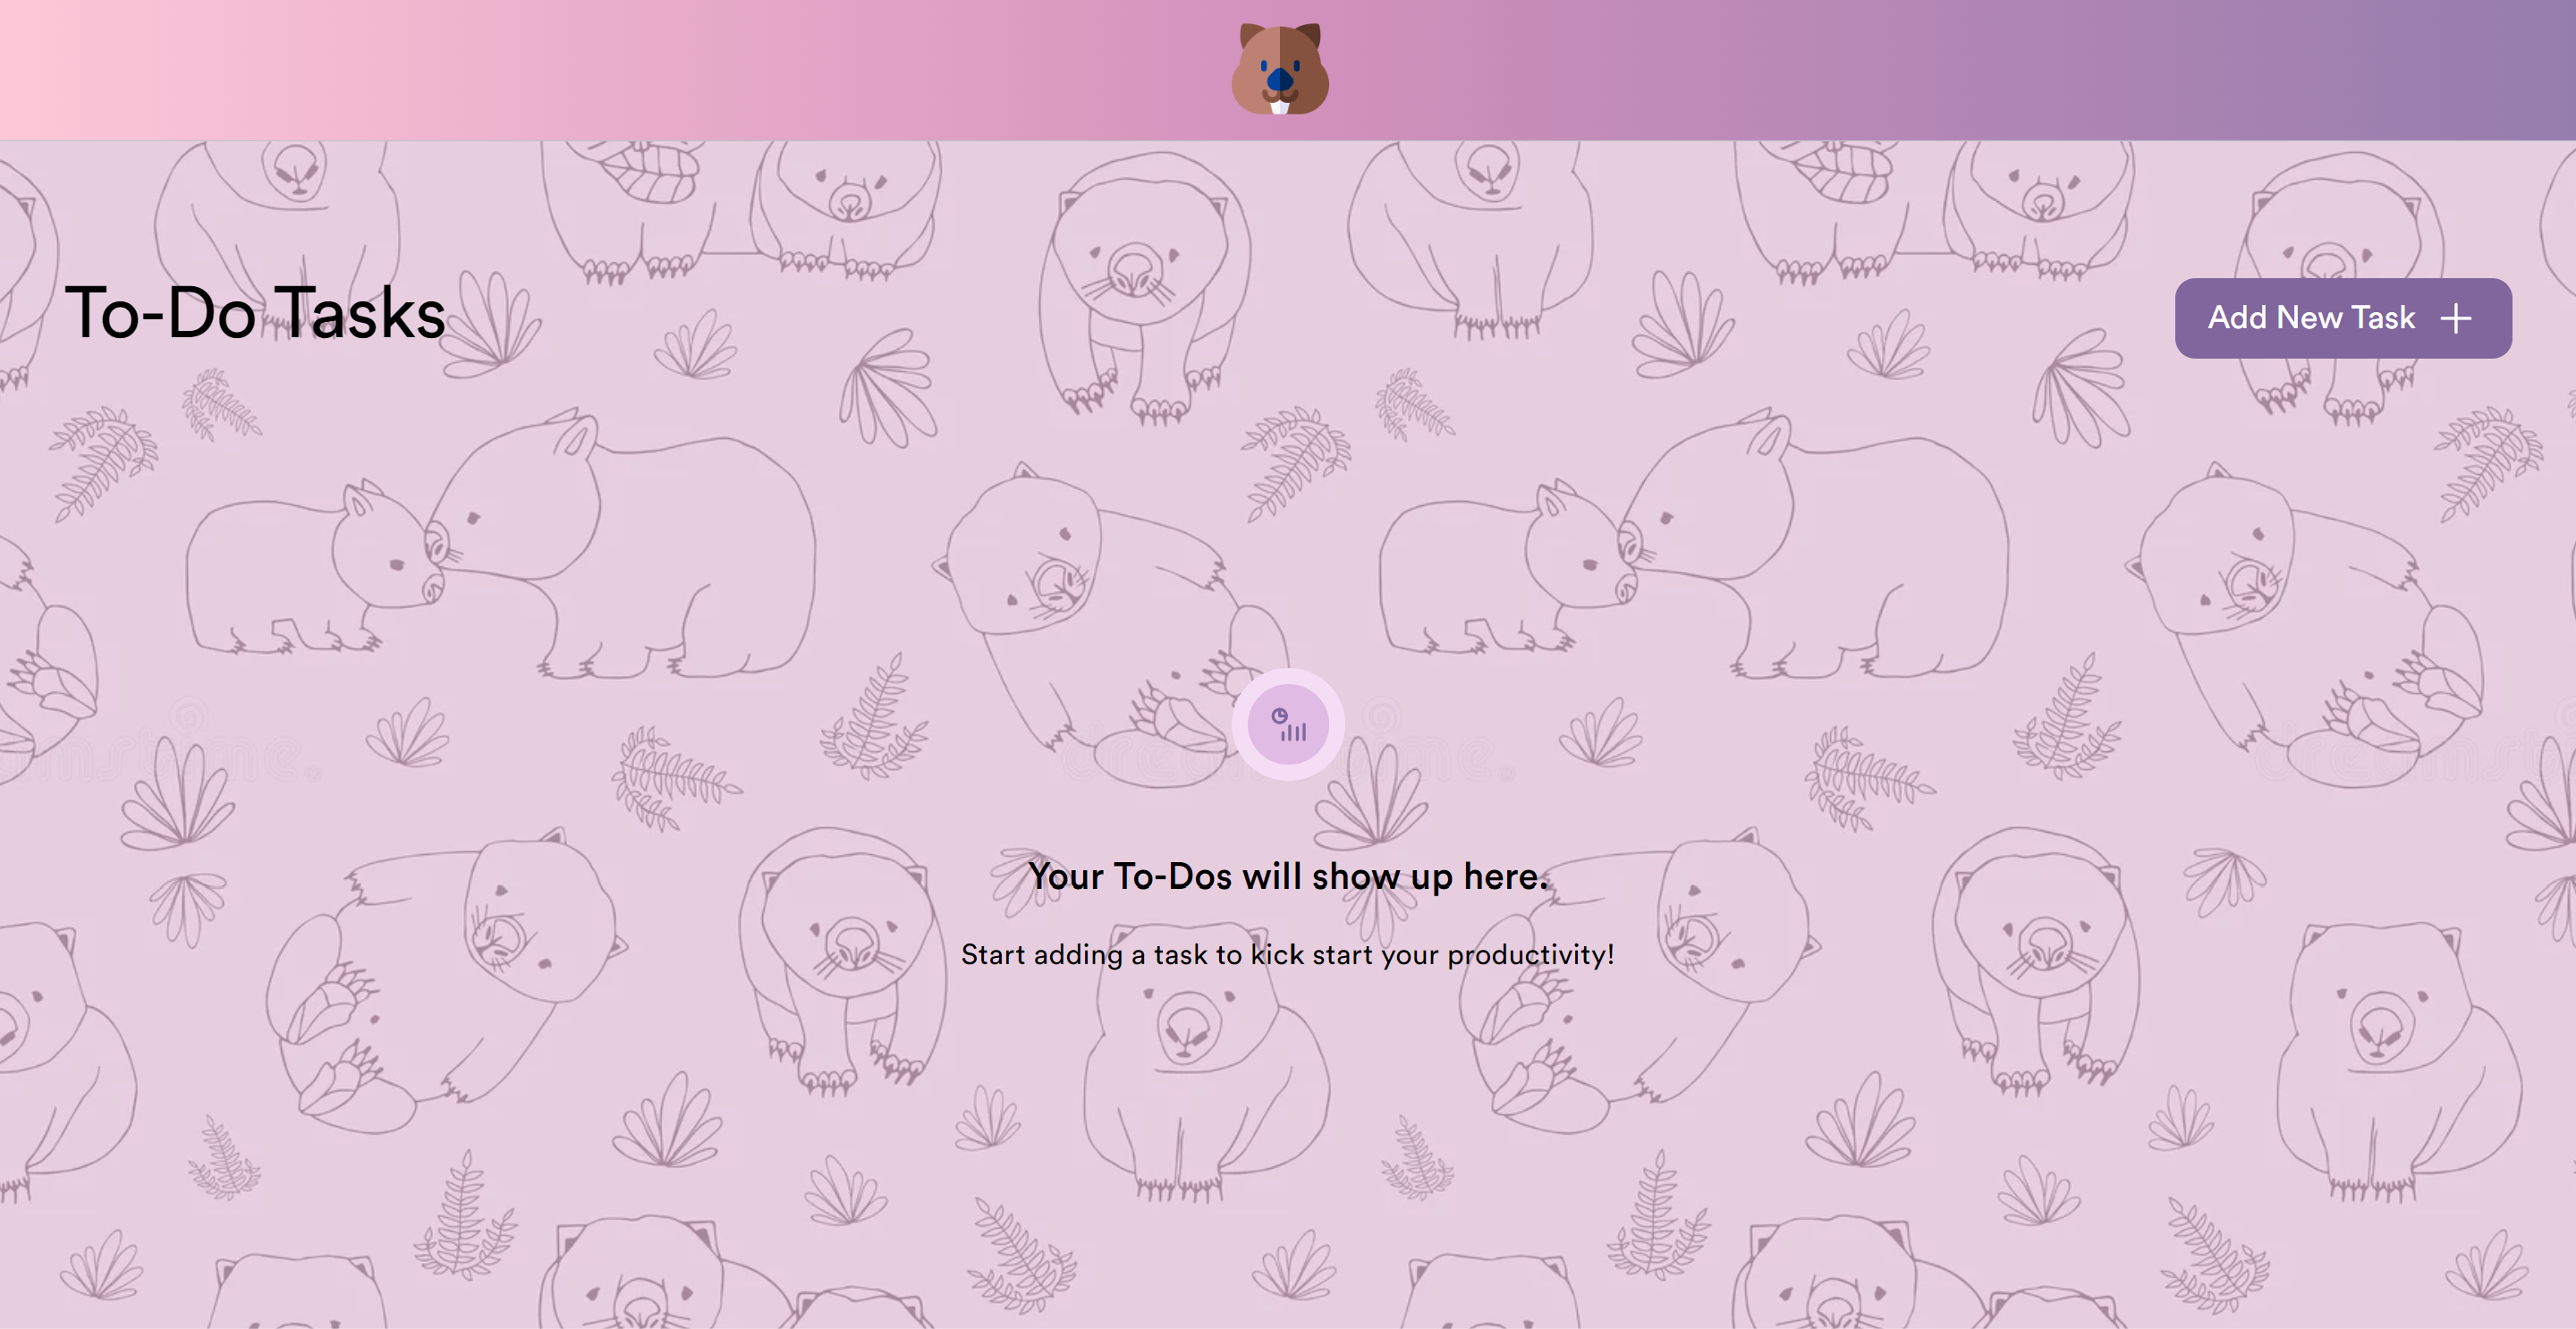 To-Do Tasks
Add New Task
dreamstime.
Your To-Dos will show up here.
Start adding a task to kick start your productivity!